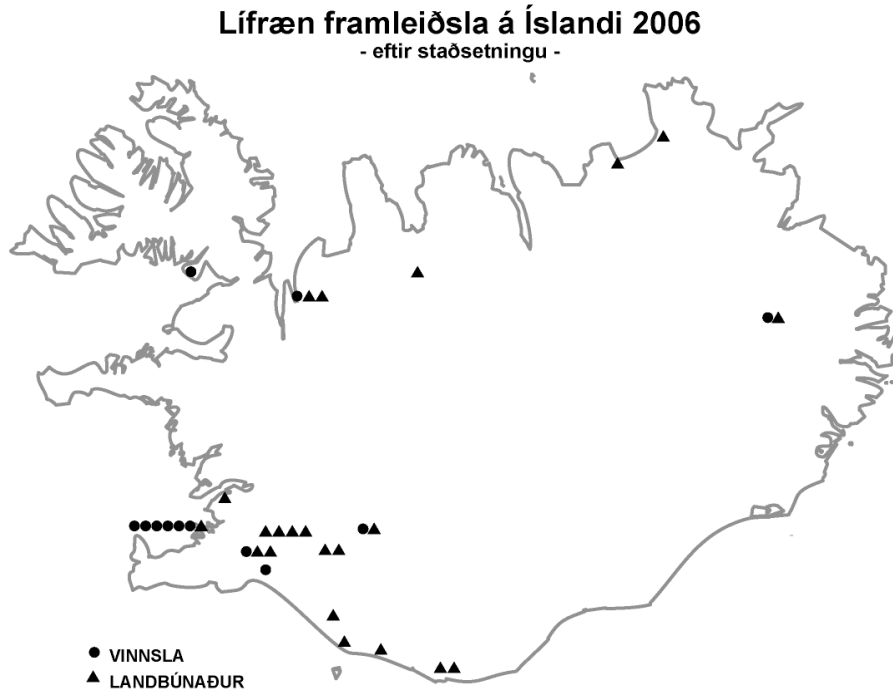 Lífræn framleiðsla á Íslandi 2006
- eftir staðsetningu -
VINNSLA
LANDBÚNAÐUR